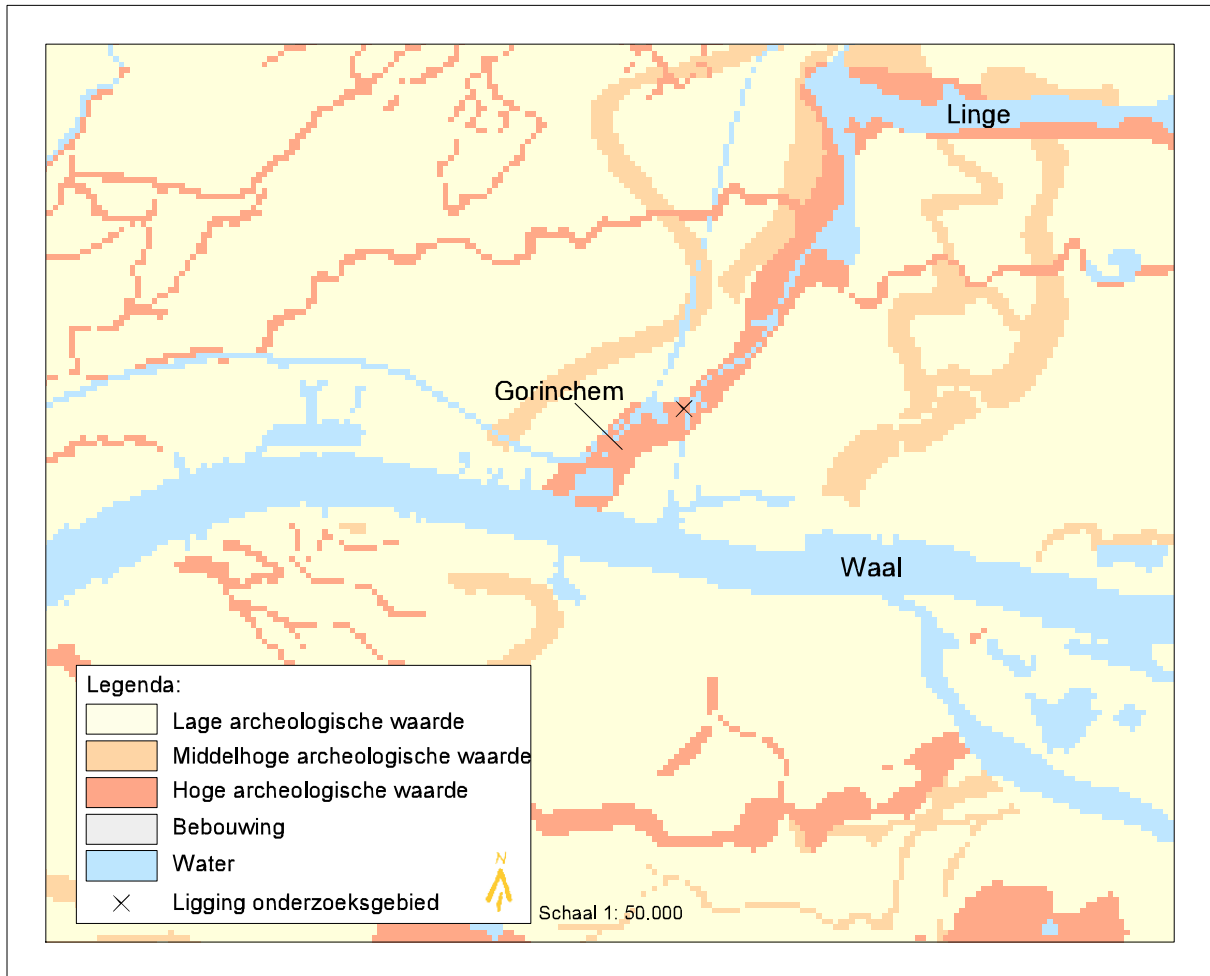 Linge
Gorinchem
Waal
Legenda:
Lage archeologische waarde
Middelhoge archeologische waarde
Hoge archeologische waarde
Bebouwing
Water
Ligging onderzoeksgebied
N
Schaal 1: 50.000